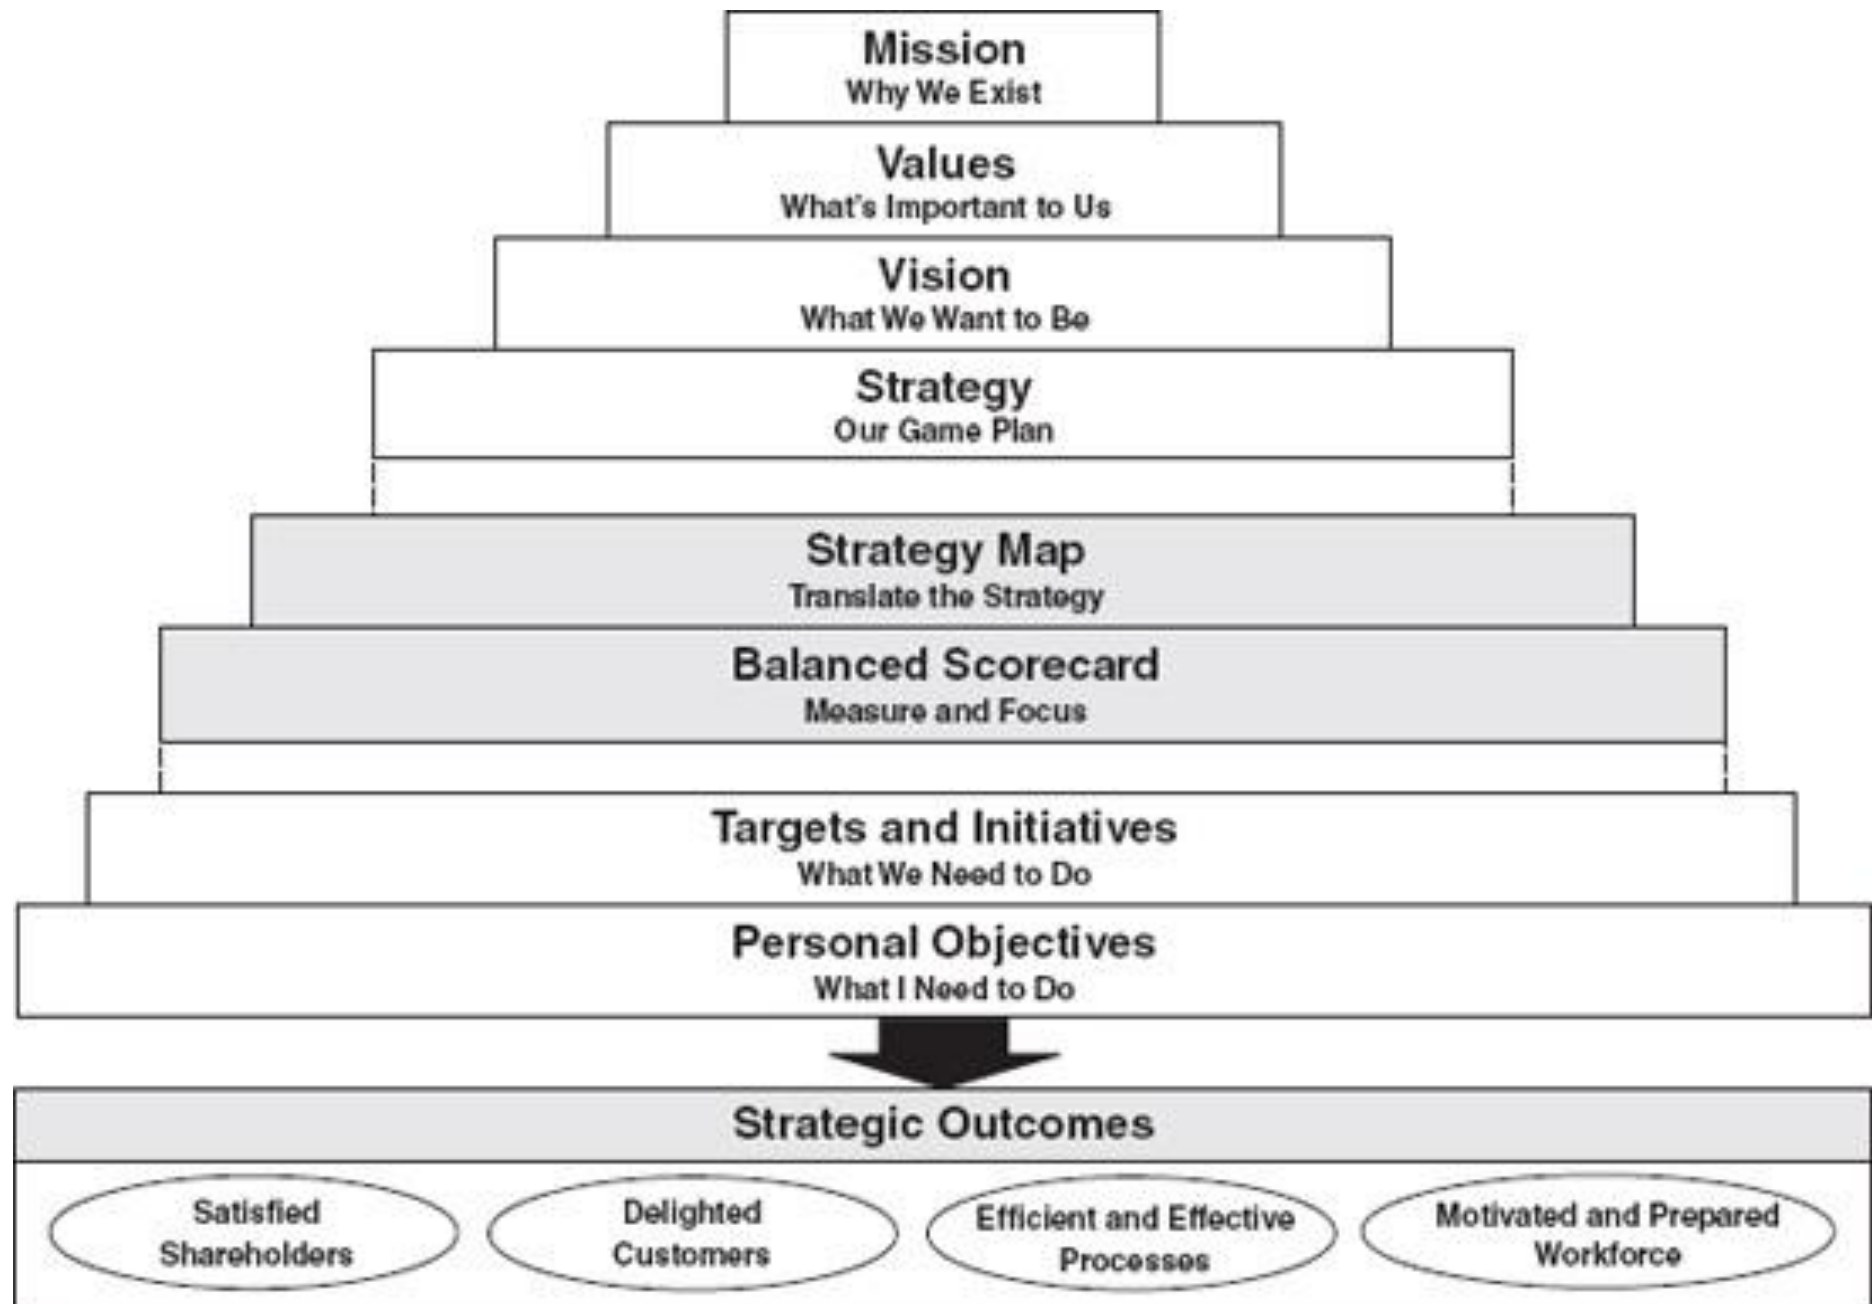 Mission
Why We Exist
Values
What's Important to Us
Vision
What We Want to Be
Strategy
Our Game Plan
Strategy Map
Translate the Strategy
Balanced Scorecard
Measure and Focus
Targets and Initiatives
What We Need to Do
Personal Objectives
What I Need to Do
Strategic Outcomes
Satisfied
Shareholders
Delighted
Customers
Efficient and Effective
Processes
Motivated and Prepared
Workforce